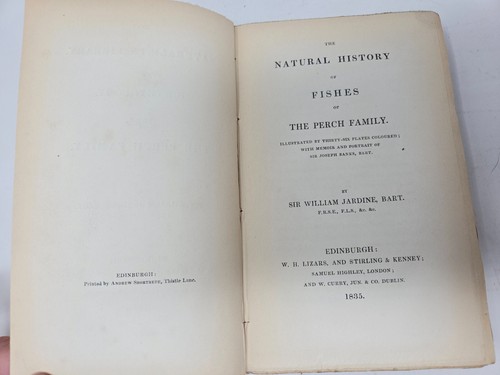 EDINBURGH:
Printed by ANDREW SHORTREDE, Thistle Lane.
THE
NATURAL HISTORY
OF
FISHES
OF
THE PERCH FAMILY.
ILLUSTRATED BY THIRTY-SIX PLATES COLOURED;
WITH MEMOIR AND PORTRAIT OF
SIR JOSEPH BANKS, BART.
BY
SIR WILLIAM JARDINE, BART.
F.R.S.E., F.L.S., &c. &c.
EDINBURGH:
W. H. LIZARS, AND STIRLING & KENNEY;
SAMUEL HIGHLEY, LONDON;
AND W. CURRY, JUN. & CO. DUBLIN.
1835.